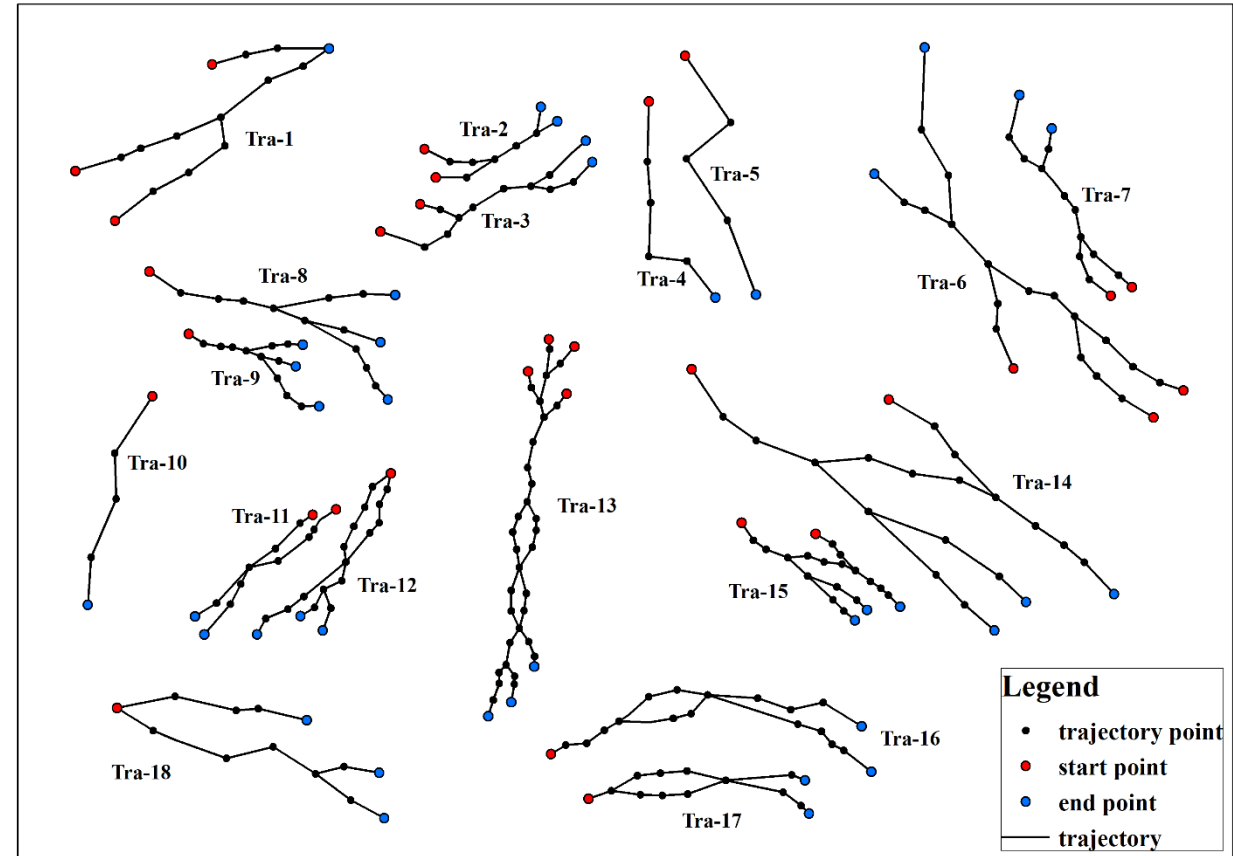 Tra-1
Tra-2
Tra-3
Tra-4
Tra-5
Tra-6
Tra-7
Tra-8
Tra-9
Tra-10
Tra-11
Tra-12
Tra-13
Tra-14
Tra-15
Tra-16
Tra-17
Tra-18
Legend
trajectory point
start point
end point
trajectory